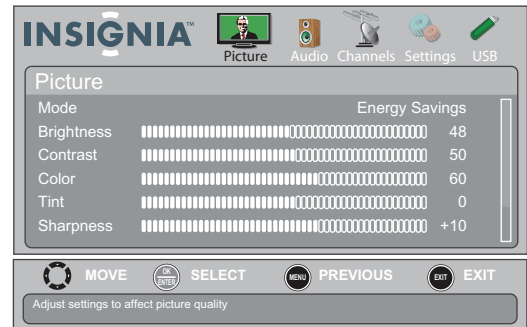 INSIGNIA™
Picture Audio Channels Settings USB
Picture
Mode Energy Savings
Brightness 48
Contrast 50
Color 60
Tint 0
Sharpness +10
MOVE OK ENTER SELECT MENU PREVIOUS EXIT EXIT
Adjust settings to affect picture quality